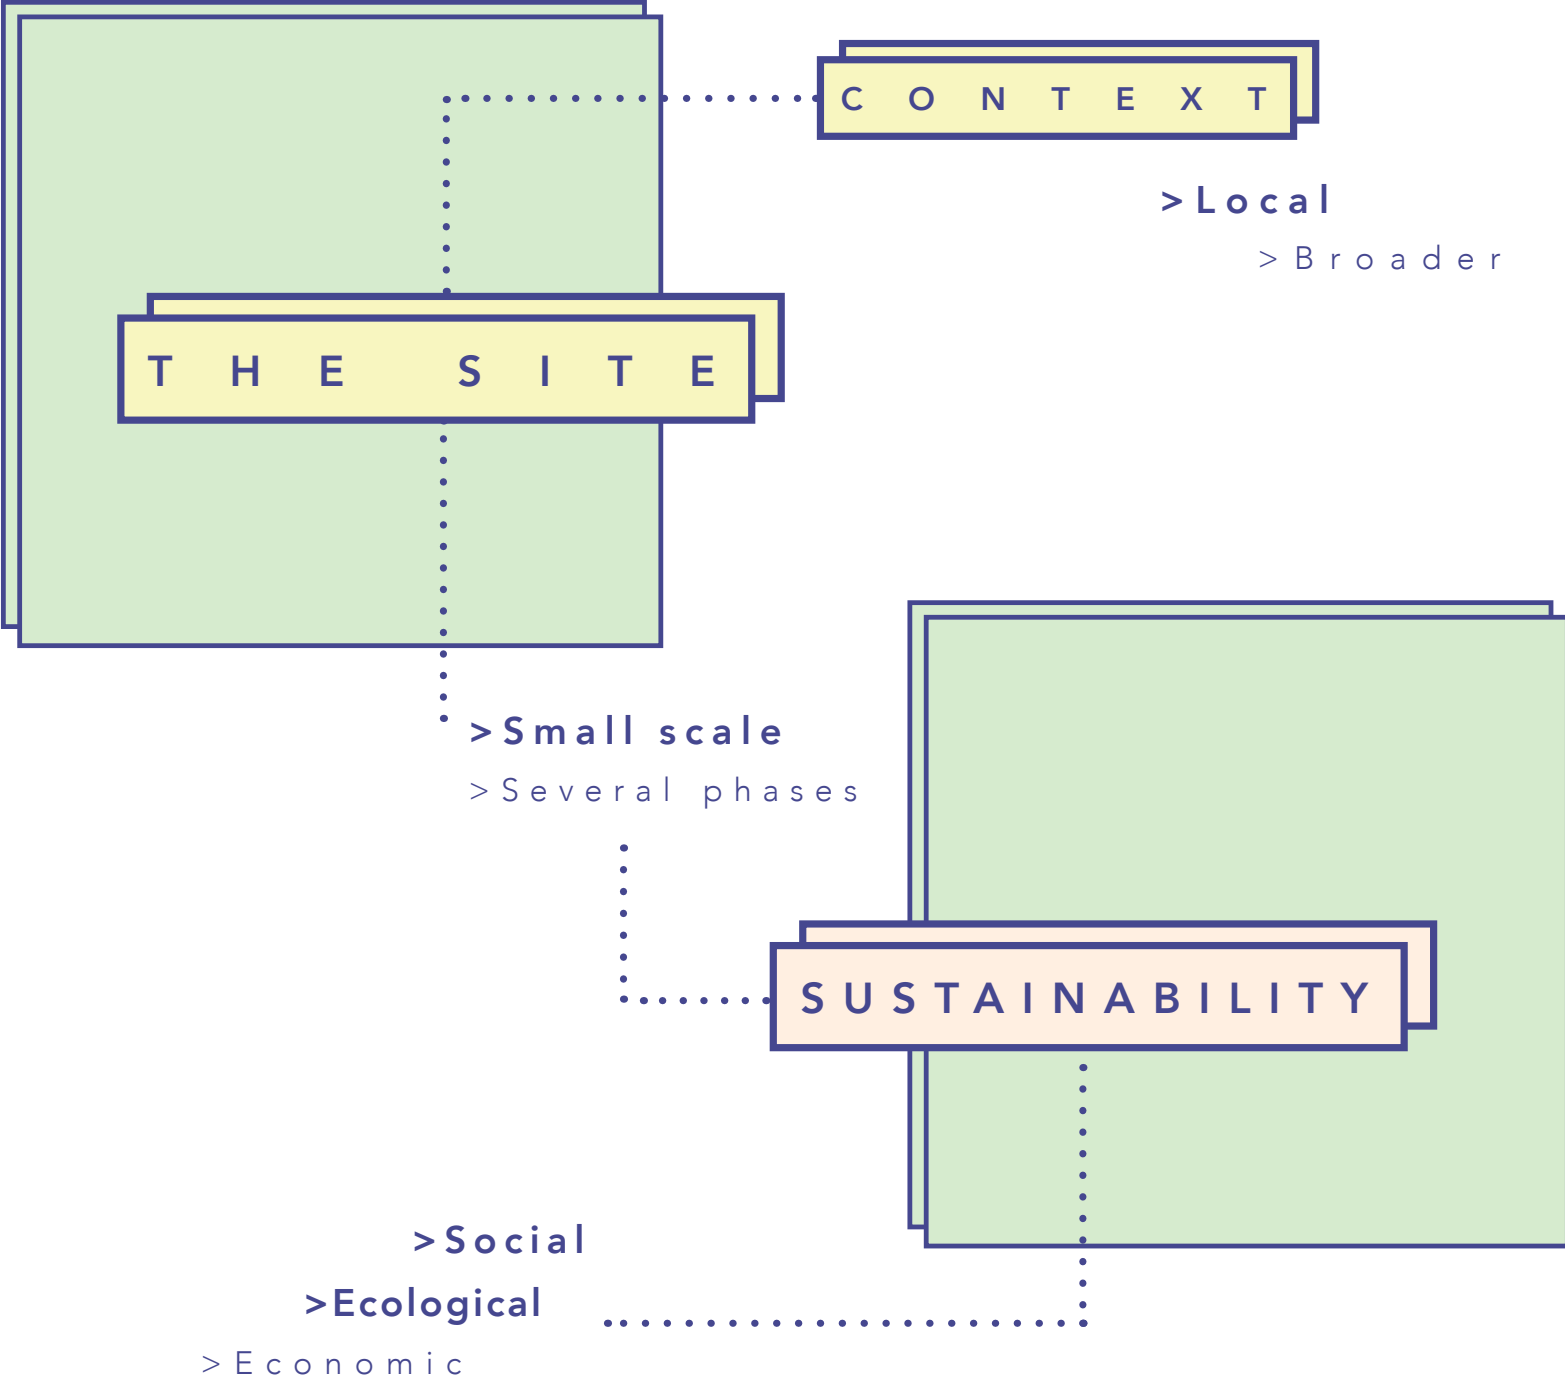 CONTEXT
>Local
>Broader
THE SITE
>Small scale
>Several phases
SUSTAINABILITY
>Social
>Ecological
>Economic